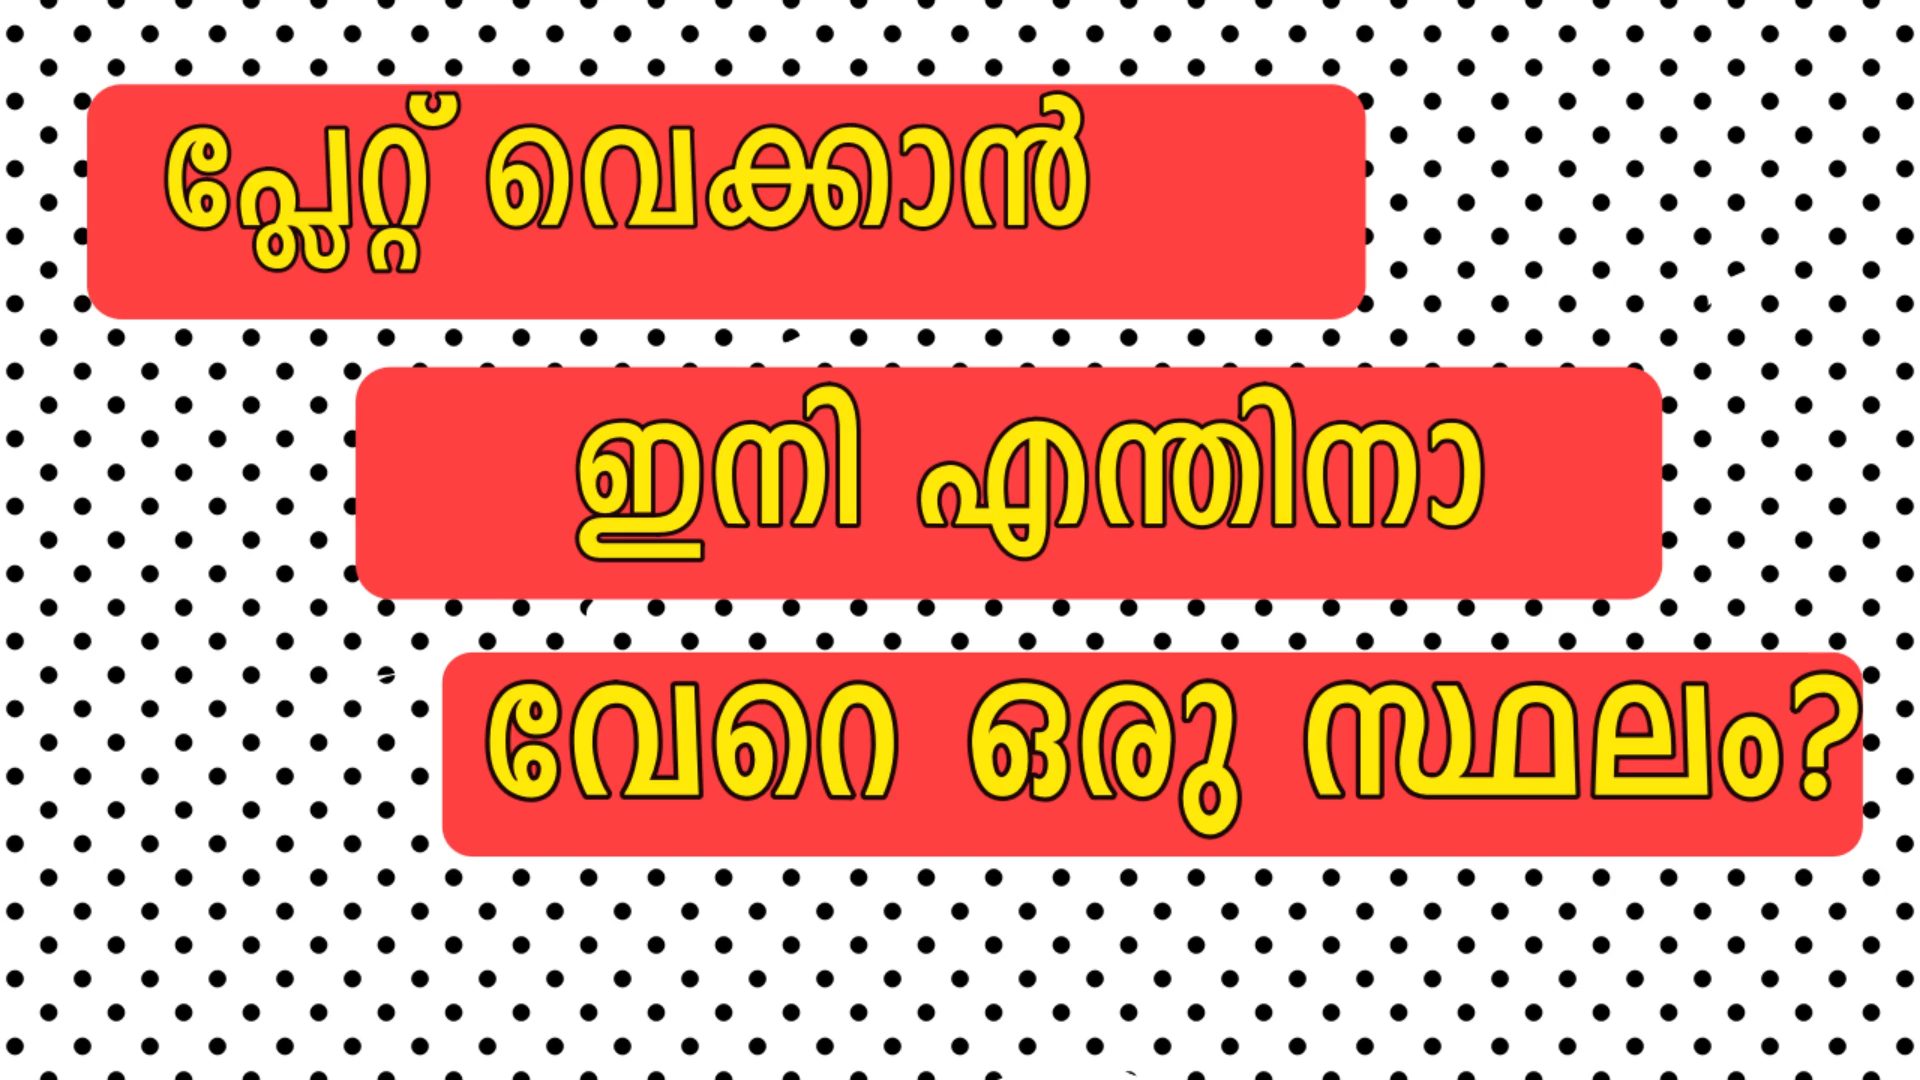 പ്ലേറ്റ് വെക്കാൻ
ഇനി എന്തിനാ
വേറെ ഒരു സ്ഥലം?